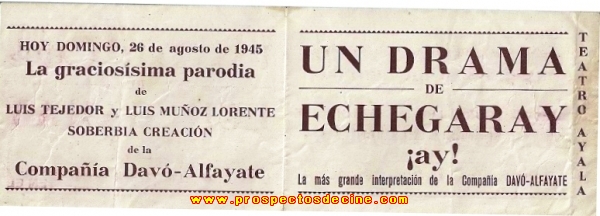 HOY DOMINGO, 26 de agosto de 1945
La graciosísima parodia
de
LUIS TEJEDOR y LUIS MUÑOZ LORENTE
SOBERBIA CREACIÓN
de la
Compañía Davó-Alfayate
UN DRAMA
DE
ECHEGARAY
¡ay!
La más grande interpretación de la Compañía DAVÓ-ALFAYATE
TEATRO AYALA
www.prospectosdecine.com